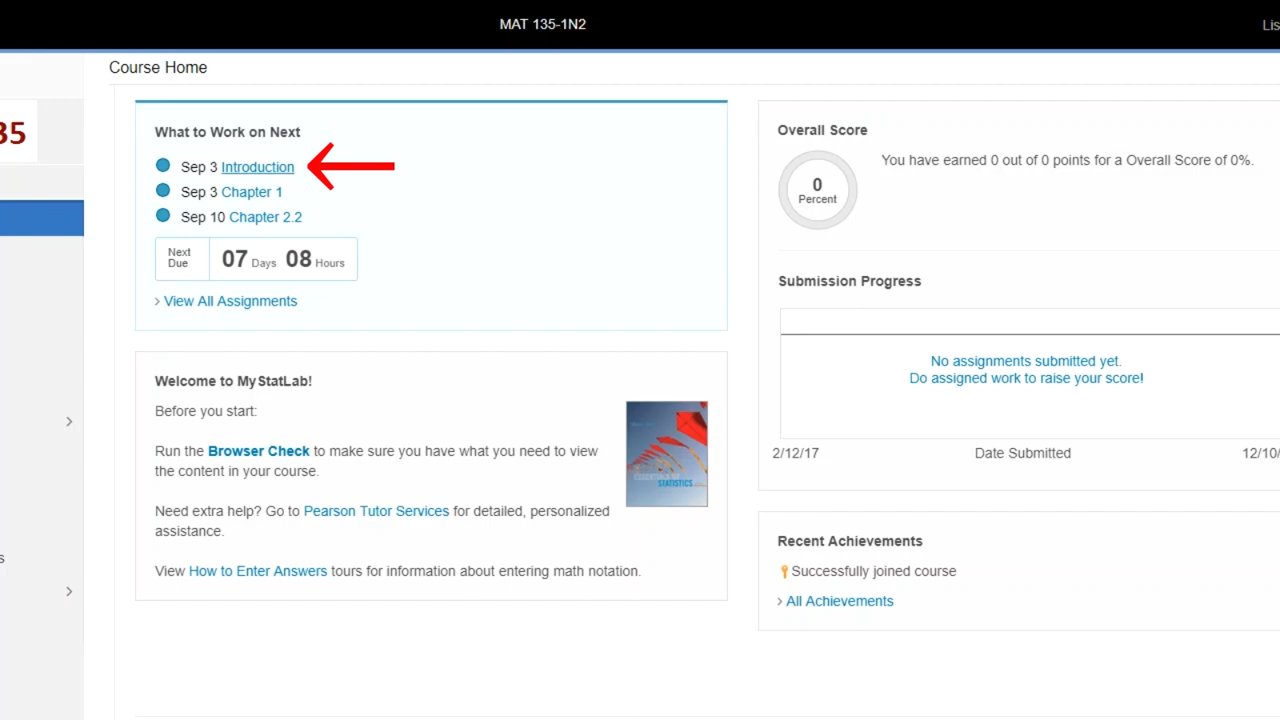 MAT 135-1N2
Lis
Course Home
35
What to Work on Next
Sep 3 Introduction
Sep 3 Chapter 1
Sep 10 Chapter 2.2
Next Due
07 Days 08 Hours
› View All Assignments
Welcome to MyStatLab!
Before you start:
Run the Browser Check to make sure you have what you need to view
the content in your course.
Need extra help? Go to Pearson Tutor Services for detailed, personalized
assistance.
View How to Enter Answers tours for information about entering math notation.
STATISTICS
Overall Score
0
Percent
You have earned 0 out of 0 points for a Overall Score of 0%.
Submission Progress
No assignments submitted yet.
Do assigned work to raise your score!
2/12/17 Date Submitted 12/10/
Recent Achievements
Successfully joined course
› All Achievements
s